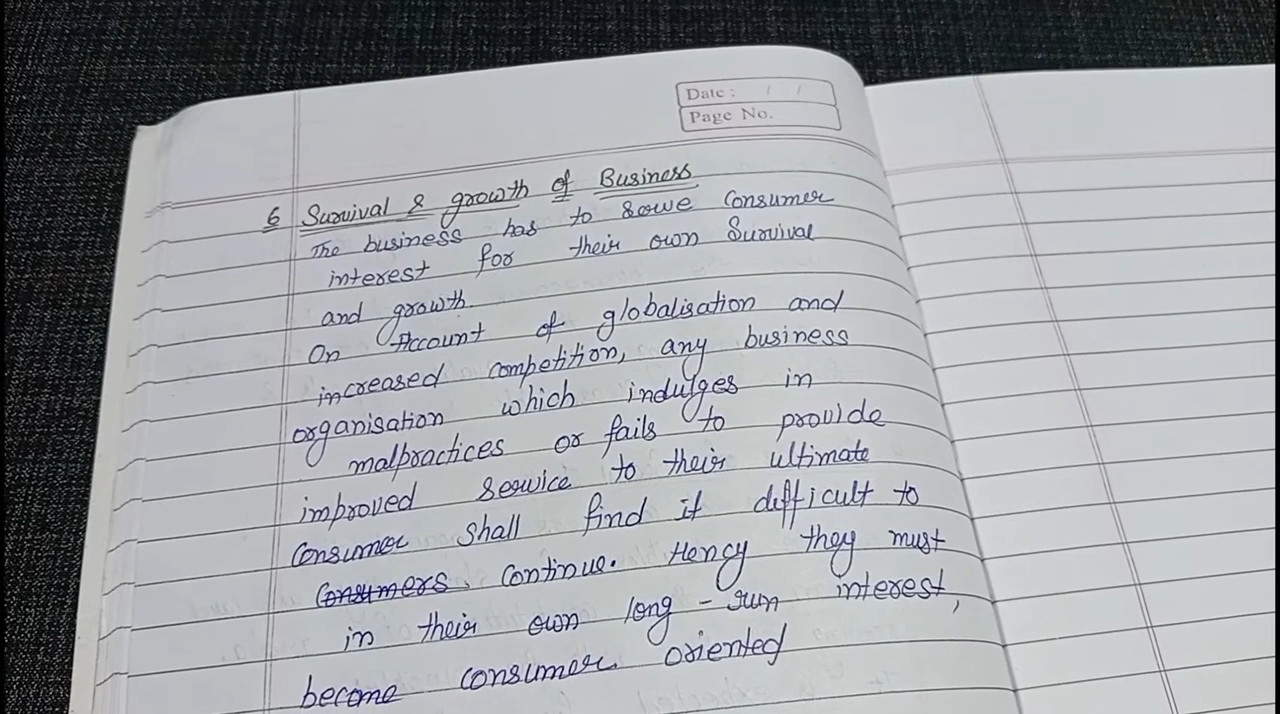 Date : / /
Page No.
6 Survival & growth of Business
The business has to serve Consumer
interest for their own Survival
and growth
On Account of globalisation and
increased competition, any business
organisation which indulges in
malpractices or fails to provide
improved service to their ultimate
Consumer shall find it difficult to
Consumers. Continue. Hency they must
in their own long-run interest,
become consumer oriented